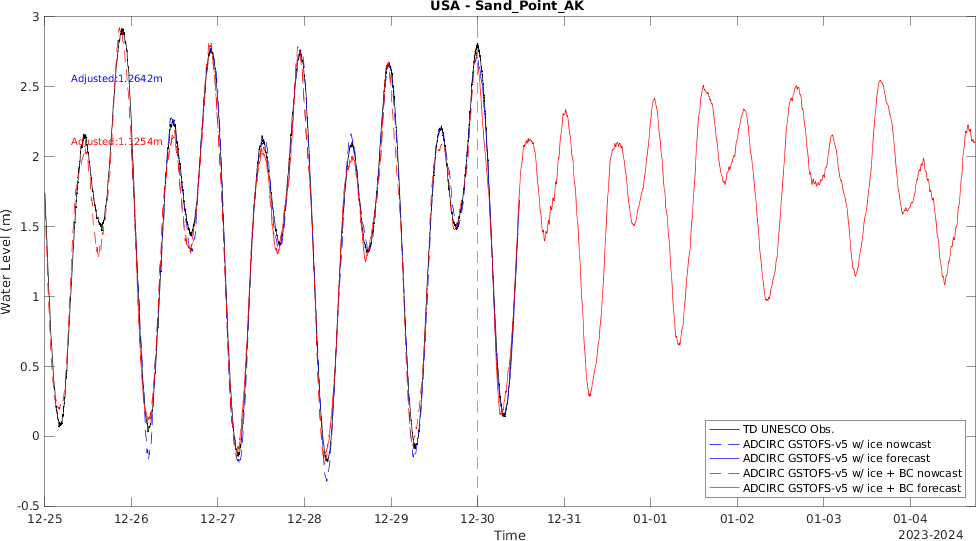 USA - Sand_Point_AK
3
2.5
2
1.5
1
0.5
0
-0.5
Water Level (m)
Adjusted:1.2642m
Adjusted:1.1254m
TD UNESCO Obs.
ADCIRC GSTOFS-v5 w/ ice nowcast
ADCIRC GSTOFS-v5 w/ ice forecast
ADCIRC GSTOFS-v5 w/ ice + BC nowcast
ADCIRC GSTOFS-v5 w/ ice + BC forecast
12-25 12-26 12-27 12-28 12-29 12-30 12-31 01-01 01-02 01-03 01-04
Time
2023-2024